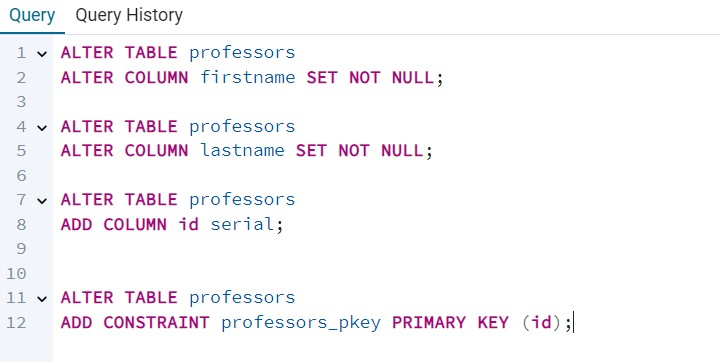 Query Query History
1 ALTER TABLE professors
2 ALTER COLUMN firstname SET NOT NULL;
3
4 ALTER TABLE professors
5 ALTER COLUMN lastname SET NOT NULL;
6
7 ALTER TABLE professors
8 ADD COLUMN id serial;
9
10
11 ALTER TABLE professors
12 ADD CONSTRAINT professors_pkey PRIMARY KEY (id);